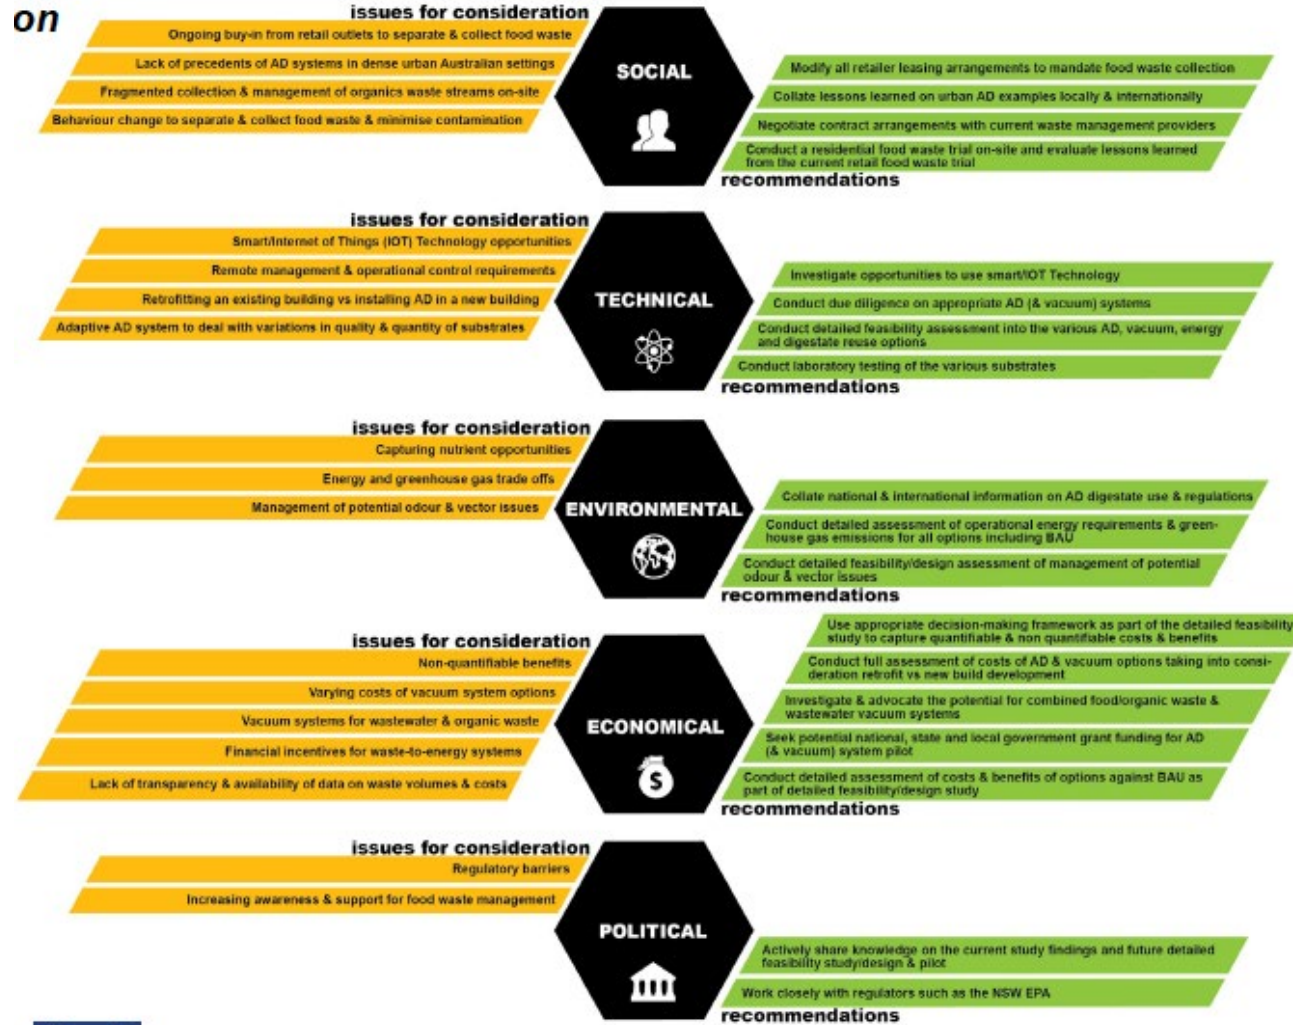 on
issues for consideration
Ongoing buy-in from retail outlets to separate & collect food waste
Lack of precedents of AD systems in dense urban Australian settings
Fragmented collection & management of organics waste streams on-site
Behaviour change to separate & collect food waste & minimise contamination
SOCIAL
Modify all retailer leasing arrangements to mandate food waste collection
Collate lessons learned on urban AD examples locally & internationally
Negotiate contract arrangements with current waste management providers
Conduct a residential food waste trial on-site and evaluate lessons learned
from the current retail food waste trial
recommendations
issues for consideration
Smart/Internet of Things (IOT) Technology opportunities
Remote management & operational control requirements
Retrofitting an existing building vs installing AD in a new building
Adaptive AD system to deal with variations in quality & quantity of substrates
TECHNICAL
Investigate opportunities to use smart/IOT Technology
Conduct due diligence on appropriate AD (& vacuum) systems
Conduct detailed feasibility assessment into the various AD, vacuum, energy
and digestate reuse options
Conduct laboratory testing of the various substrates
recommendations
issues for consideration
Capturing nutrient opportunities
Energy and greenhouse gas trade offs
Management of potential odour & vector issues
ENVIRONMENTAL
Collate national & international information on AD digestate use & regulations
Conduct detailed assessment of operational energy requirements & green-
house gas emissions for all options including BAU
Conduct detailed feasibility/design assessment of management of potential
odour & vector issues
recommendations
issues for consideration
Non-quantifiable benefits
Varying costs of vacuum system options
Vacuum systems for wastewater & organic waste
Financial incentives for waste-to-energy systems
Lack of transparency & availability of data on waste volumes & costs
ECONOMICAL
$
Use appropriate decision-making framework as part of the detailed feasibility
study to capture quantifiable & non quantifiable costs & benefits
Conduct full assessment of costs of AD & vacuum options taking into consi-
deration retrofit vs new build development
Investigate & advocate the potential for combined food/organic waste &
wastewater vacuum systems
Seek potential national, state and local government grant funding for AD
(& vacuum) system pilot
Conduct detailed assessment of costs & benefits of options against BAU as
part of detailed feasibility/design study
recommendations
issues for consideration
Regulatory barriers
Increasing awareness & support for food waste management
POLITICAL
Actively share knowledge on the current study findings and future detailed
feasibility study/design & pilot
Work closely with regulators such as the NSW EPA
recommendations